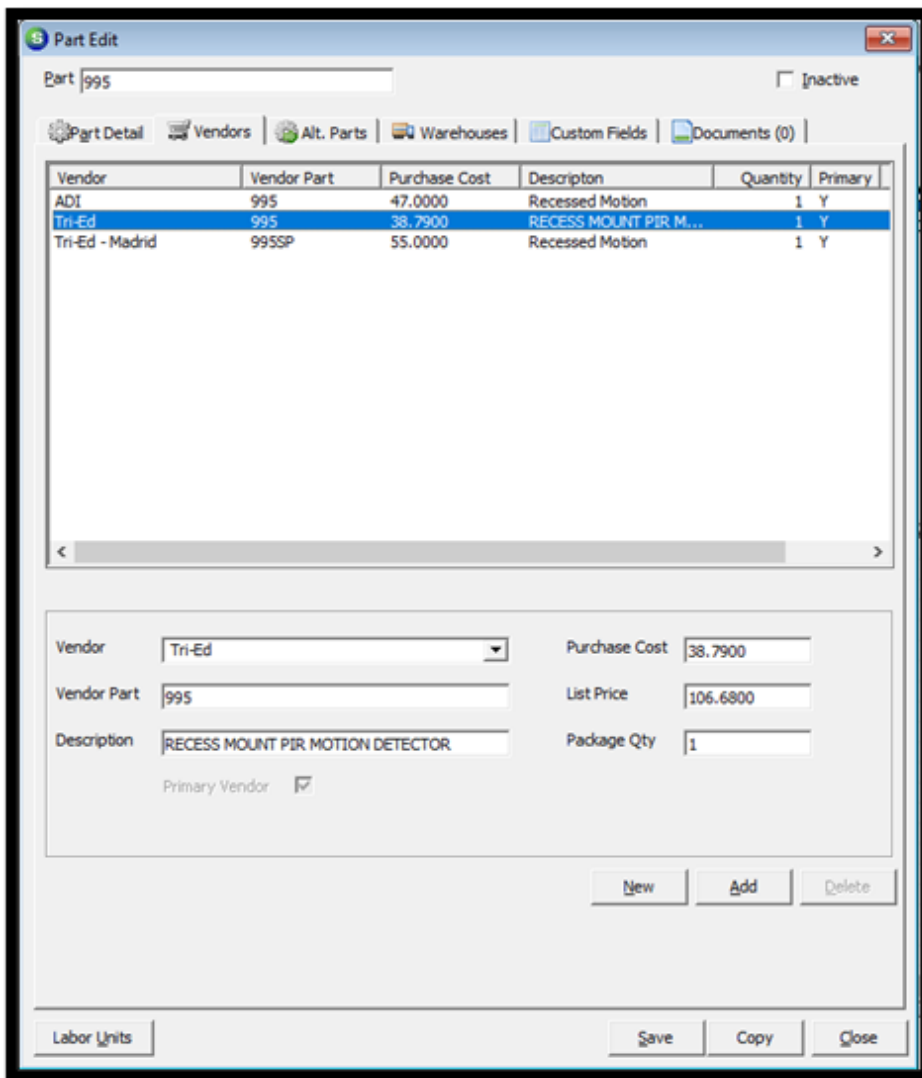 S Part Edit
Part 995 Inactive
Part Detail Vendors Alt. Parts Warehouses Custom Fields Documents (0)
Vendor Vendor Part Purchase Cost Descripton Quantity Primary
ADI 995 47.0000 Recessed Motion 1 Y
Tri-Ed 995 38.7900 RECESS MOUNT PIR M... 1 Y
Tri-Ed - Madrid 995SP 55.0000 Recessed Motion 1 Y
Vendor Tri-Ed Purchase Cost 38.7900
Vendor Part 995 List Price 106.6800
Description RECESS MOUNT PIR MOTION DETECTOR Package Qty 1
Primary Vendor
New Add Delete
Labor Units Save Copy Close